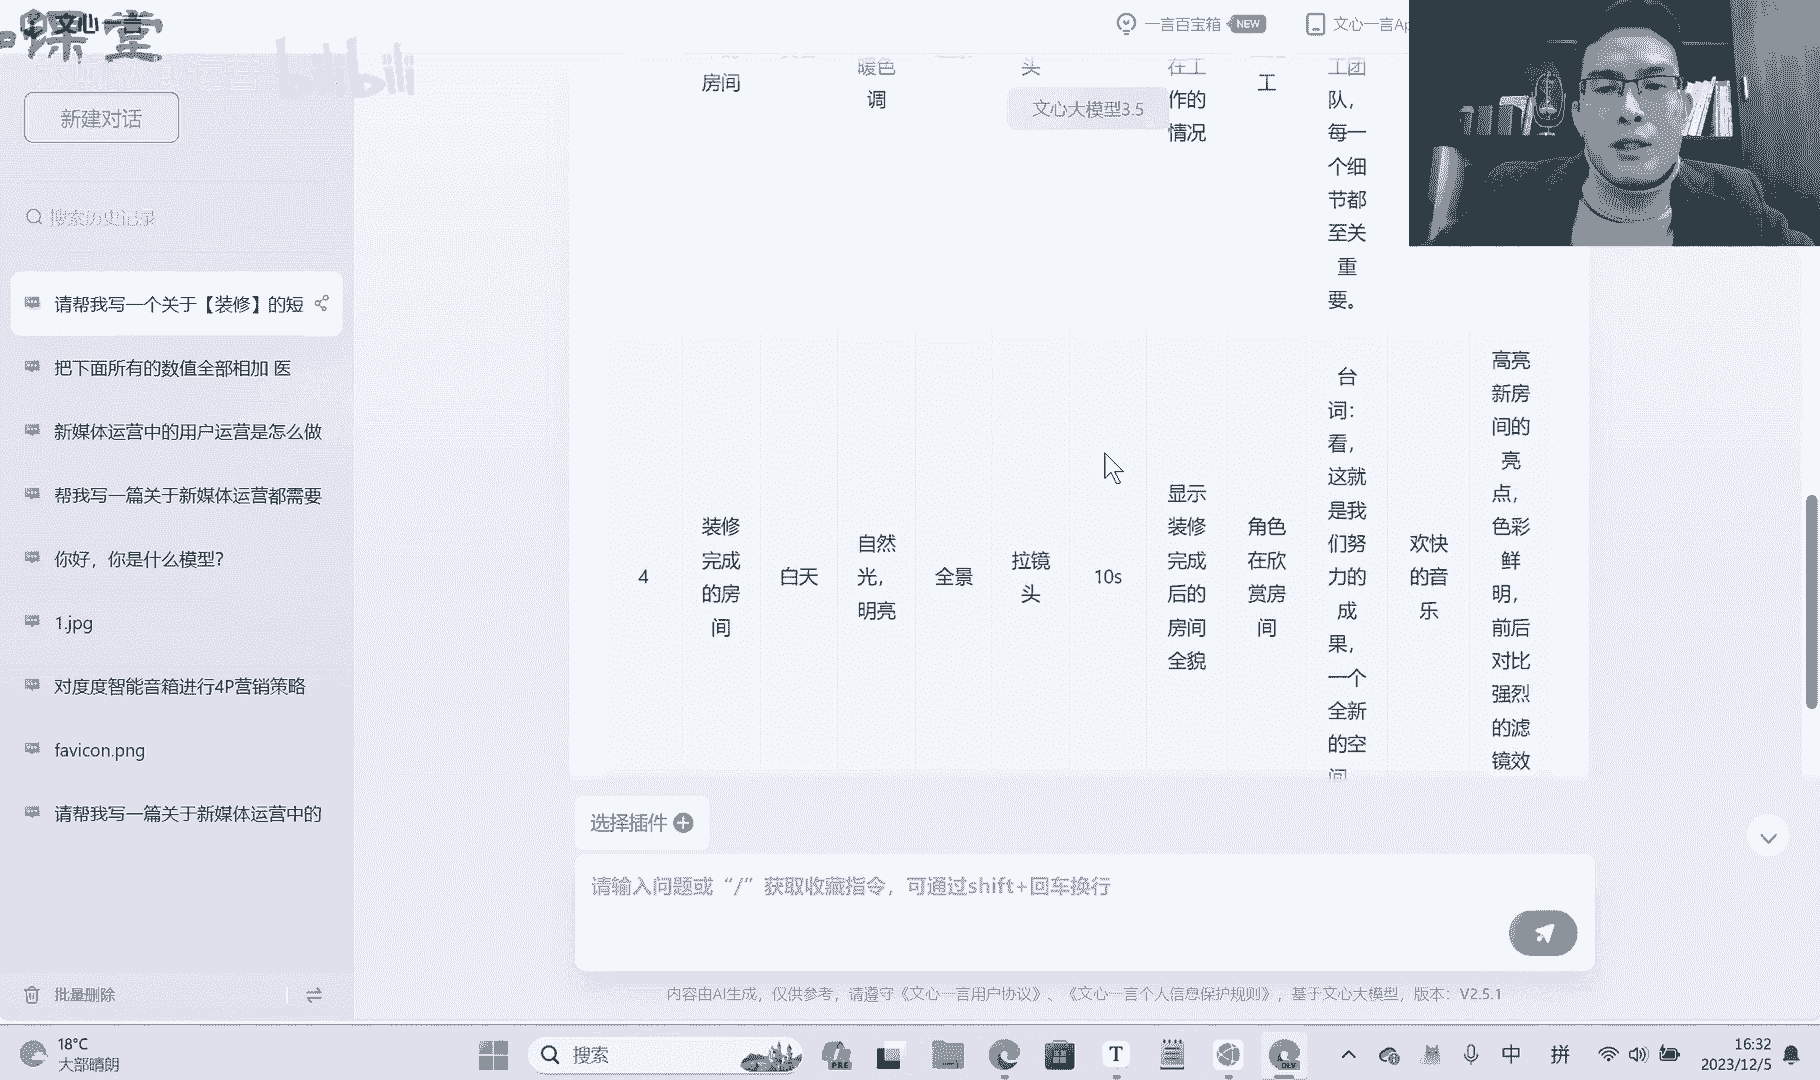 课堂
文心一言
bilibili
一言百宝箱 NEW
文心一言Ap
新建对话
搜索历史记录
请帮我写一个关于【装修】的短
把下面所有的数值全部相加 医
新媒体运营中的用户运营是怎么做
帮我写一篇关于新媒体运营都需要
你好，你是什么模型?
1.jpg
对度度智能音箱进行4P营销策略
favicon.png
请帮我写一篇关于新媒体运营中的
批量删除
文心大模型3.5
房间
暖色
调
头
在工
作的
情况
工
工团
队，
每一
个细
节都
至关
重
要。
4
装修
完成
的房
间
白天
自然
光，
明亮
全景
拉镜
头
10s
显示
装修
完成
后的
房间
全貌
角色
在欣
赏房
间
台
词：
看，
这就
是我
们努
力的
成
果，
一个
全新
的空
间
欢快
的音
乐
高亮
新房
间的
亮
点，
色彩
鲜
明，
前后
对比
强烈
的滤
镜效
选择插件
请输入问题或“/”获取收藏指令，可通过shift+回车换行
内容由AI生成，仅供参考，请遵守《文心一言用户协议》、《文心一言个人信息保护规则》，基于文心大模型，版本：V2.5.1
18°C
大部晴朗
搜索
PRE
T
DEV
中
拼
16:32
2023/12/5